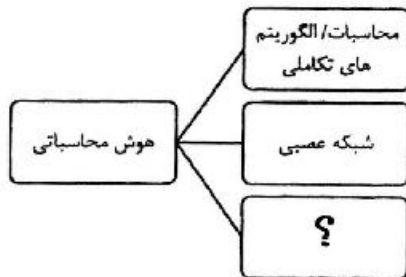 محاسبات/الگوریتم
های تکاملی
هوش محاسباتی
شبکه عصبی
؟